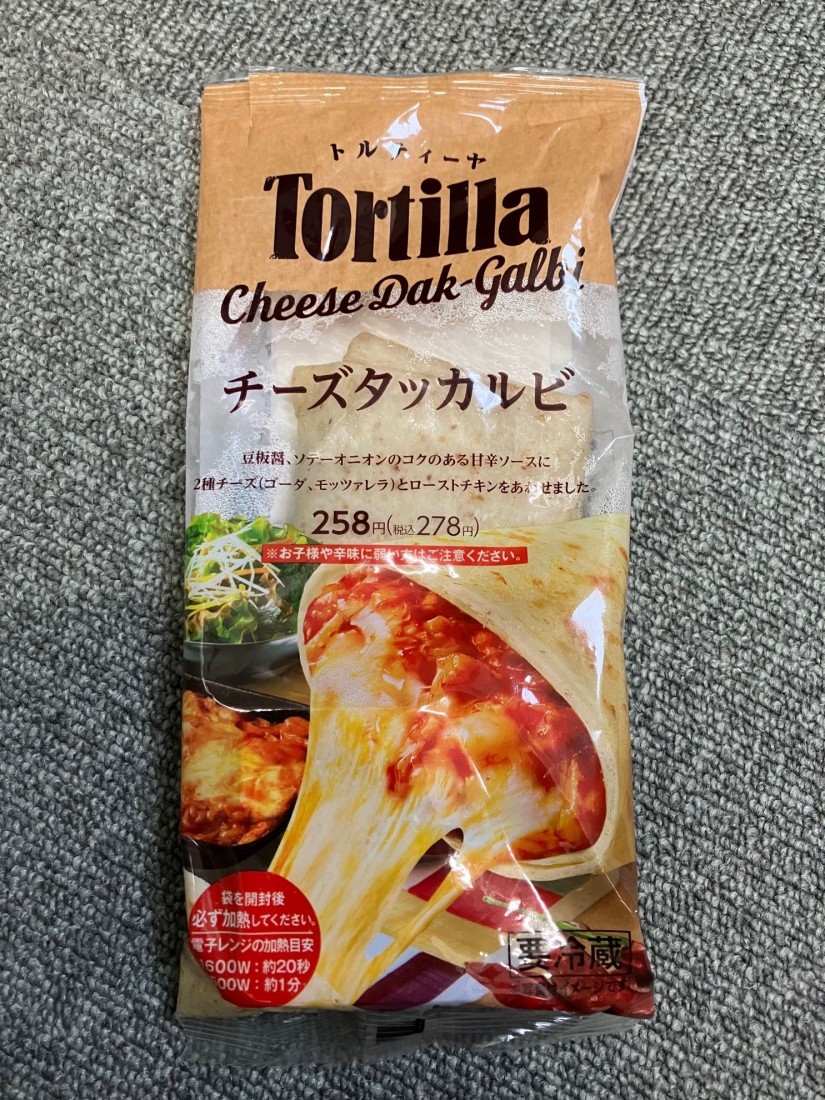 トルティーヤ
Tortilla
Cheese Dak-Galbi
チーズタッカルビ
豆板醤、ソテーオニオンのコクのある甘辛ソースに
2種チーズ(ゴーダ、モッツァレラ)とローストチキンをあわせました。
258円(税込278円)
※お子様や辛味に弱い方はご注意ください。
袋を開封後
必ず加熱してください。
電子レンジの加熱目安
1600W：約20秒
500W：約1分
要冷蔵
※写真はイメージです。